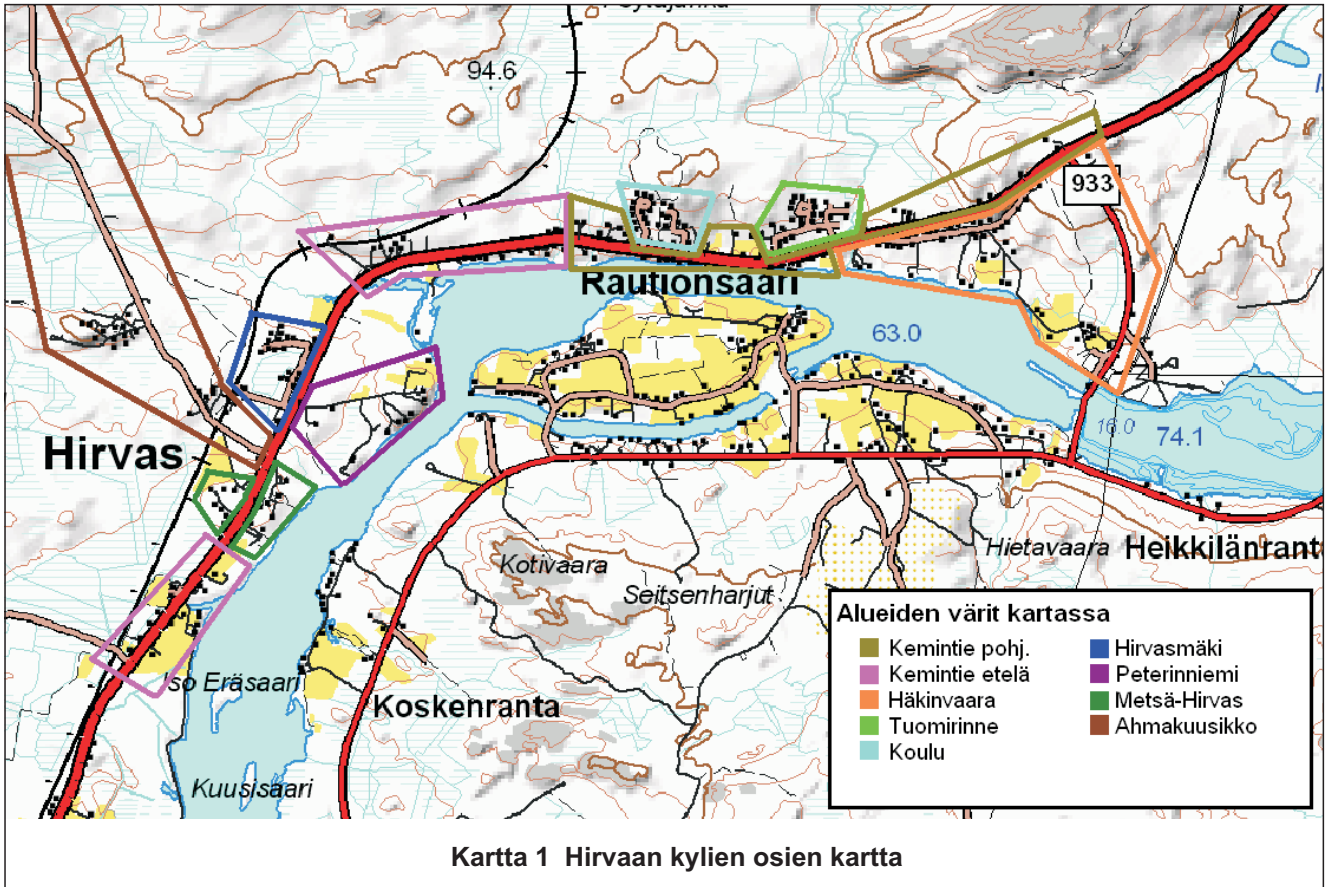 94.6
933
Rautionsaari
63.0
Hirvas
16.0
74.1
Kotivaara
Hietavaara
Heikkilänrant
Seitsenharjut
Iso Eräsaari
Koskenranta
Kuusisaari
Alueiden värit kartassa
Kemintie pohj.
Kemintie etelä
Häkinvaara
Tuomirinne
Koulu
Hirvasmäki
Peterinniemi
Metsä-Hirvas
Ahmakuusikko
Kartta 1 Hirvaan kylien osien kartta